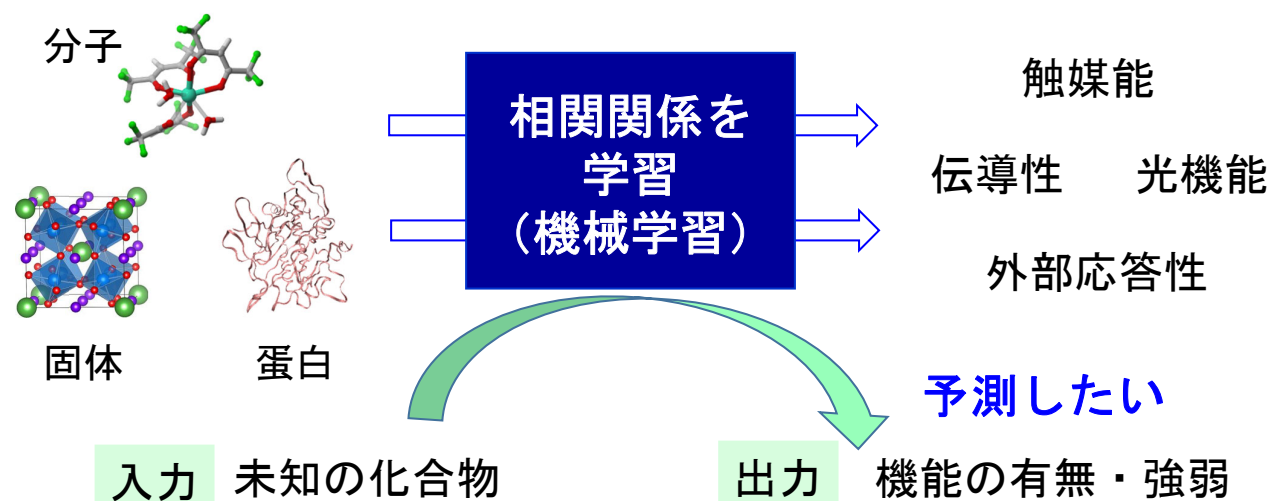 分子
固体
蛋白
相関関係を
学習
（機械学習）
触媒能
伝導性 光機能
外部応答性
予測したい
入力 未知の化合物
出力 機能の有無・強弱